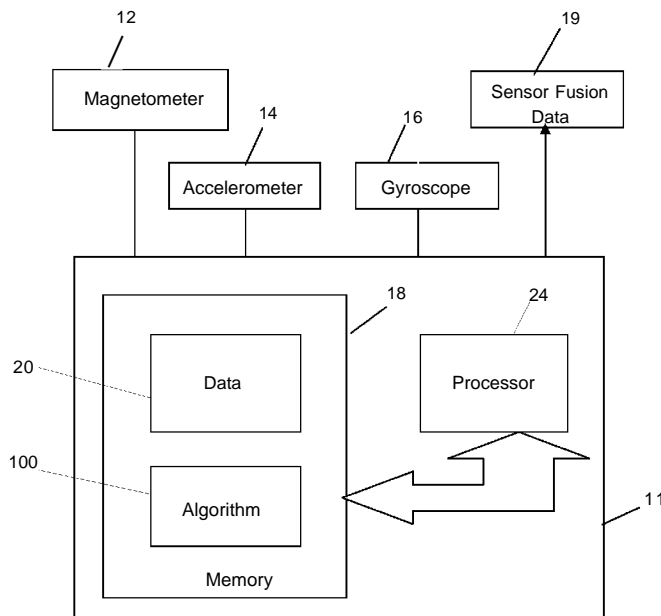 12
19
Magnetometer
Sensor Fusion
Data
14
16
Accelerometer
Gyroscope
18
24
20
Data
Processor
100
Algorithm
11
Memory